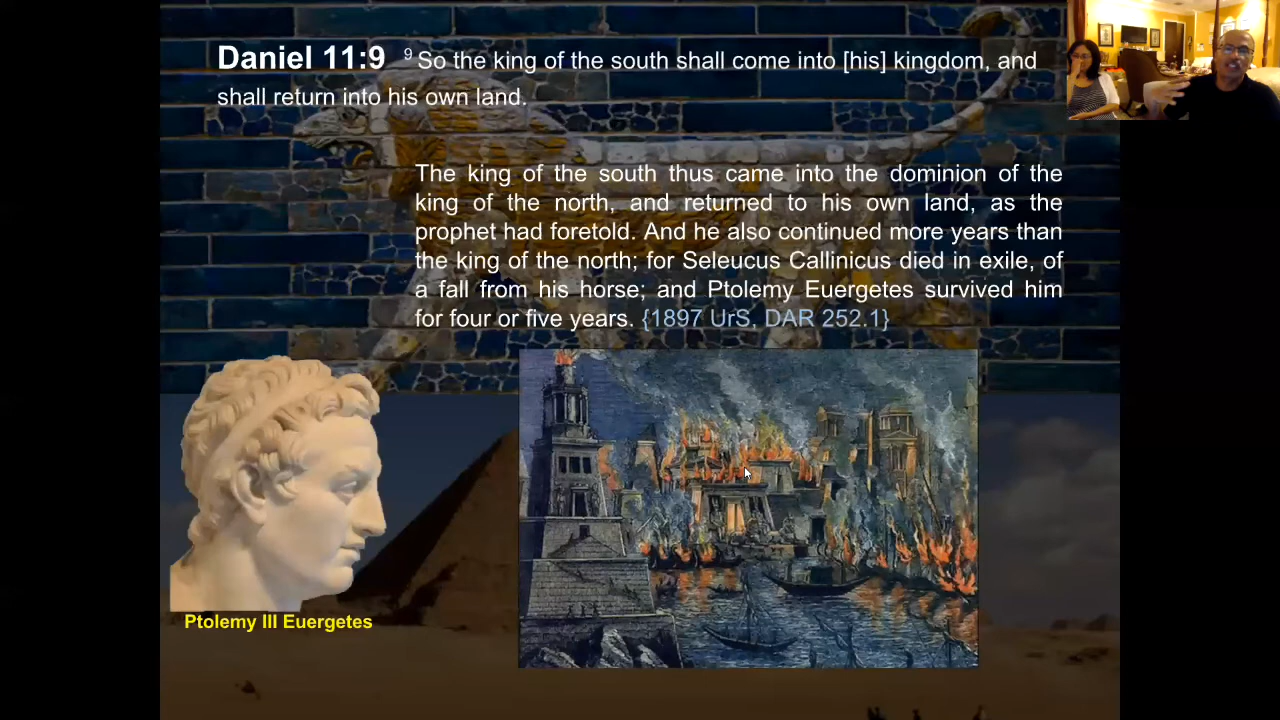 Daniel 11:9 9 So the king of the south shall come into [his] kingdom, and
shall return into his own land.
The king of the south thus came into the dominion of the
king of the north, and returned to his own land, as the
prophet had foretold. And he also continued more years than
the king of the north; for Seleucus Callinicus died in exile, of
a fall from his horse; and Ptolemy Euergetes survived him
for four or five years. {1897 UrS, DAR 252.1}
Ptolemy III Euergetes